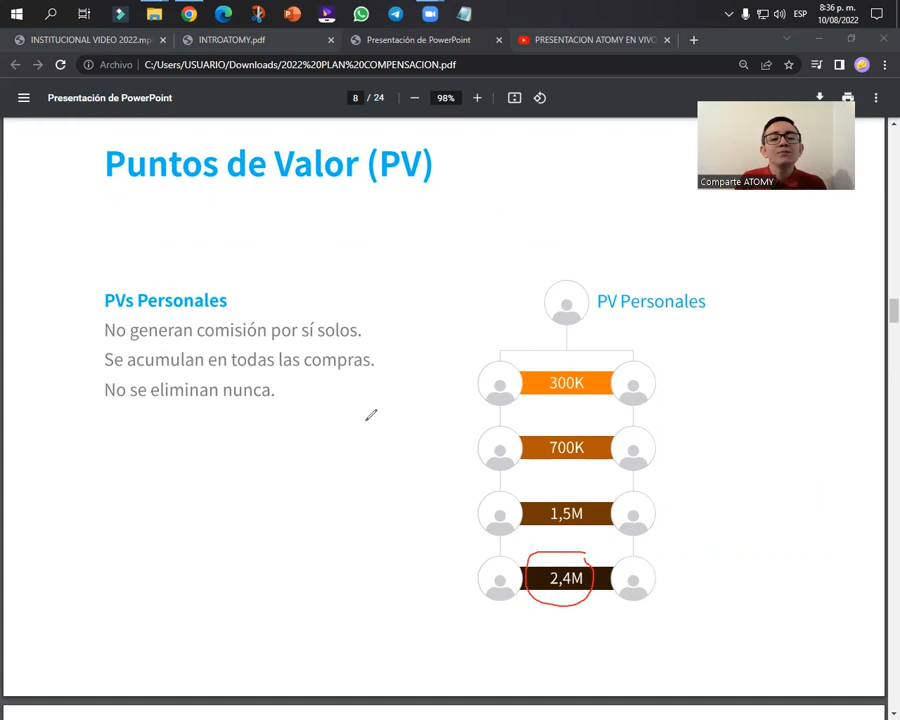 ESP
8:36 p. m.
10/08/2022
INSTITUCIONAL VIDEO 2022.mp
INTROATOMY.pdf
Presentación de PowerPoint
PRESENTACION ATOMY EN VIVO
Archivo
C:/Users/USUARIO/Downloads/2022%20PLAN%20COMPENSACION.pdf
Presentación de PowerPoint
8 / 24
98%
Comparte ATOMY
Puntos de Valor (PV)
PVs Personales
No generan comisión por sí solos.
Se acumulan en todas las compras.
No se eliminan nunca.
PV Personales
300K
700K
1,5M
2,4M